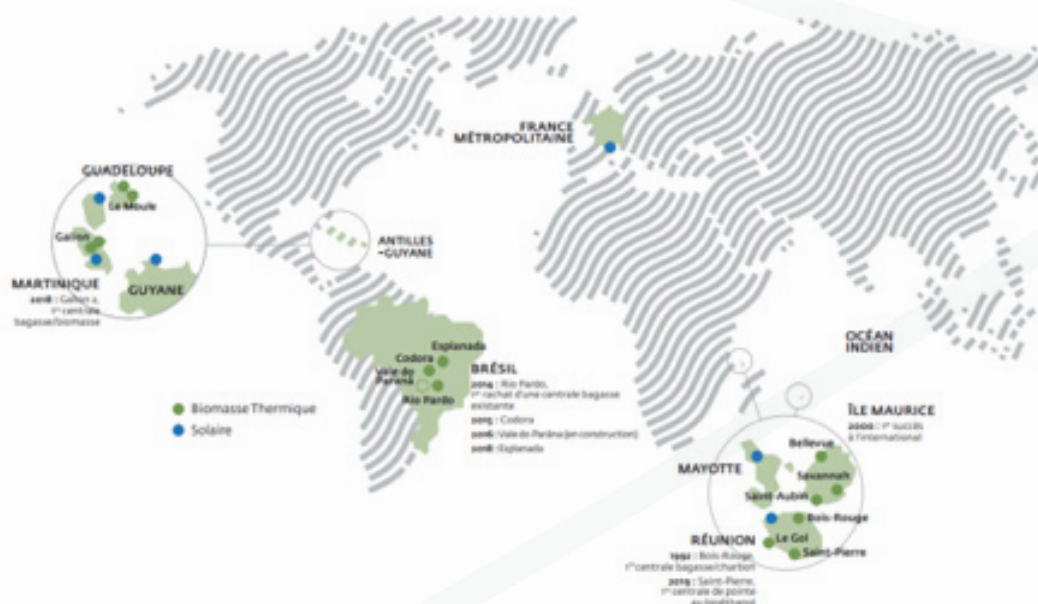 FRANCE
MÉTROPOLITAINE
GUADELOUPE
Le Moule
Galion
MARTINIQUE
2018 : Galion 2,
1re centrale
bagasse/biomasse
GUYANE
ANTILLES
-GUYANE
Esplanada
Codora
Vale do
Paraná
Rio Pardo
BRÉSIL
2014 : Rio Pardo,
1er rachat d'une centrale bagasse
existante
2015 : Codora
2016 : Vale do Parâna (en construction)
2018 : Esplanada
Biomasse Thermique
Solaire
OCÉAN
INDIEN
ÎLE MAURICE
2000 : 1er succès
à l'international
Bellevue
Savannah
Saint-Aubin
MAYOTTE
Bois-Rouge
Le Gol
Saint-Pierre
RÉUNION
1992 : Bois-Rouge,
1re centrale bagasse/charbon
2019 : Saint-Pierre,
1re centrale de pointe
au bioéthanol